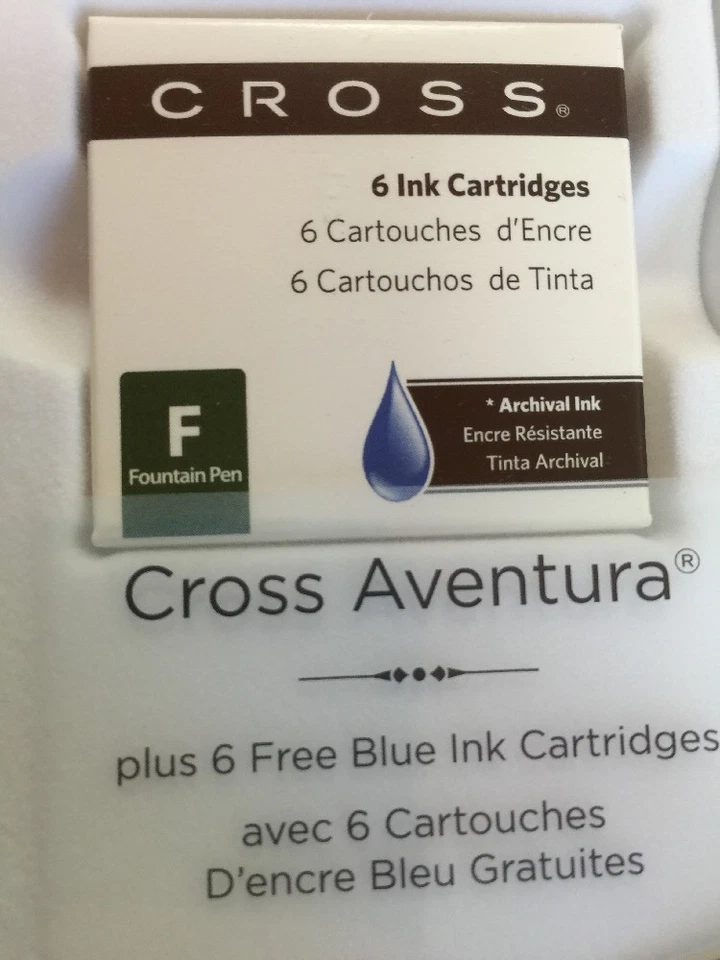 CROSS®
6 Ink Cartridges
6 Cartouches d'Encre
6 Cartouchos de Tinta
F
Fountain Pen
* Archival Ink
Encre Résistante
Tinta Archival
Cross Aventura®
plus 6 Free Blue Ink Cartridges
avec 6 Cartouches
D'encre Bleu Gratuites